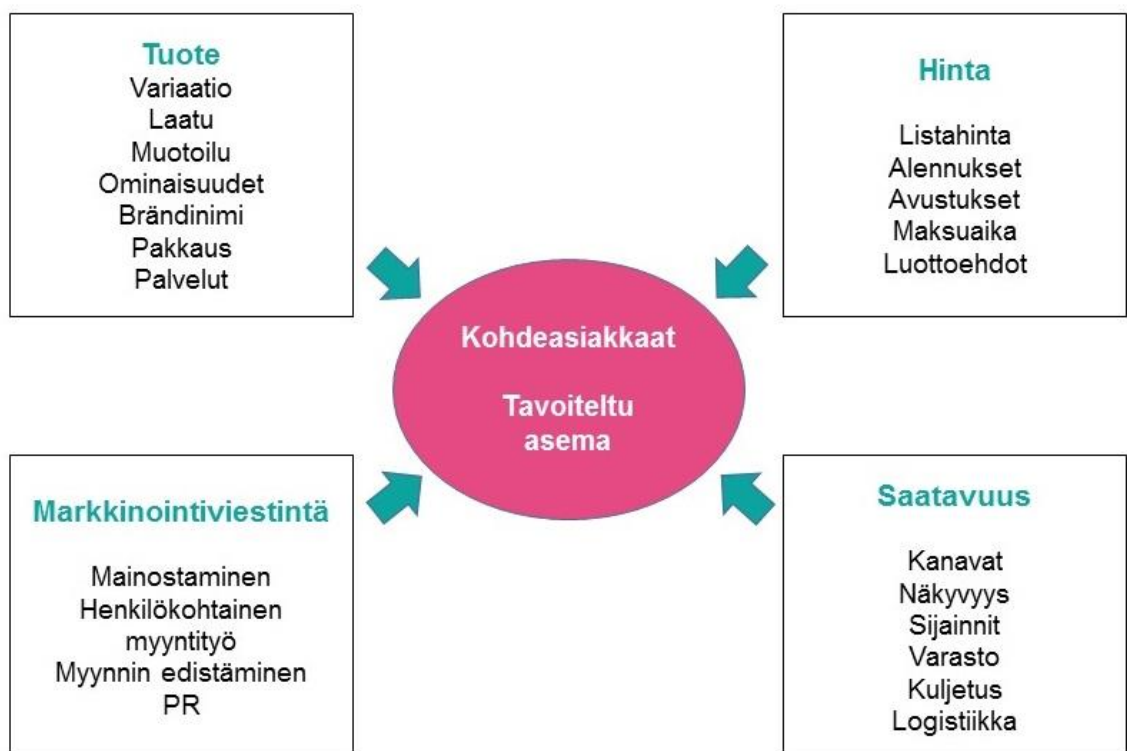 Tuote
Variaatio
Laatu
Muotoilu
Ominaisuudet
Brändinimi
Pakkaus
Palvelut
Hinta
Listahinta
Alennukset
Avustukset
Maksuaika
Luottoehdot
Kohdeasiakkaat
Tavoiteltu
asema
Markkinointiviestintä
Mainostaminen
Henkilökohtainen
myyntityö
Myynnin edistäminen
PR
Saatavuus
Kanavat
Näkyvyys
Sijainnit
Varasto
Kuljetus
Logistiikka